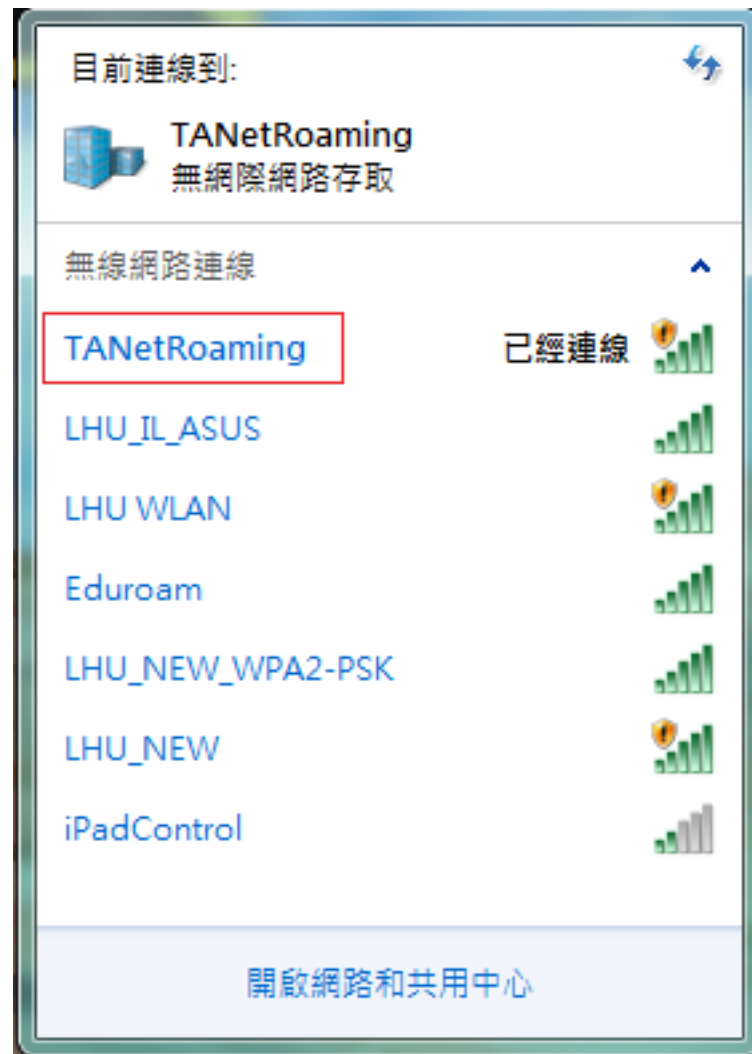 目前連線到:
TANetRoaming
無網際網路存取
無線網路連線
TANetRoaming 已經連線
LHU_IL_ASUS
LHU WLAN
Eduroam
LHU_NEW_WPA2-PSK
LHU_NEW
iPadControl
開啟網路和共用中心